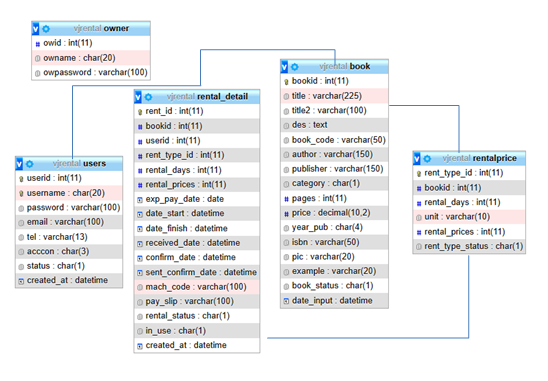 vjrental owner
owid : int(11)
owname : char(20)
owpassword : varchar(100)
vjrental users
userid : int(11)
username : char(20)
password : varchar(100)
email : varchar(100)
tel : varchar(13)
acccon : char(3)
status : char(1)
created_at : datetime
vjrental rental_detail
rent_id : int(11)
bookid : int(11)
userid : int(11)
rent_type_id : int(11)
rental_days : int(11)
rental_prices : int(11)
exp_pay_date : date
date_start : datetime
date_finish : datetime
received_date : datetime
confirm_date : datetime
sent_confirm_date : datetime
mach_code : varchar(100)
pay_slip : varchar(100)
rental_status : char(1)
in_use : char(1)
created_at : datetime
vjrental book
bookid : int(11)
title : varchar(225)
title2 : varchar(100)
des : text
book_code : varchar(50)
author : varchar(150)
publisher : varchar(150)
category : char(1)
pages : int(11)
price : decimal(10,2)
year_pub : char(4)
isbn : varchar(50)
pic : varchar(20)
example : varchar(20)
book_status : char(1)
date_input : datetime
vjrental rentalprice
rent_type_id : int(11)
bookid : int(11)
rental_days : int(11)
unit : varchar(10)
rental_prices : int(11)
rent_type_status : char(1)